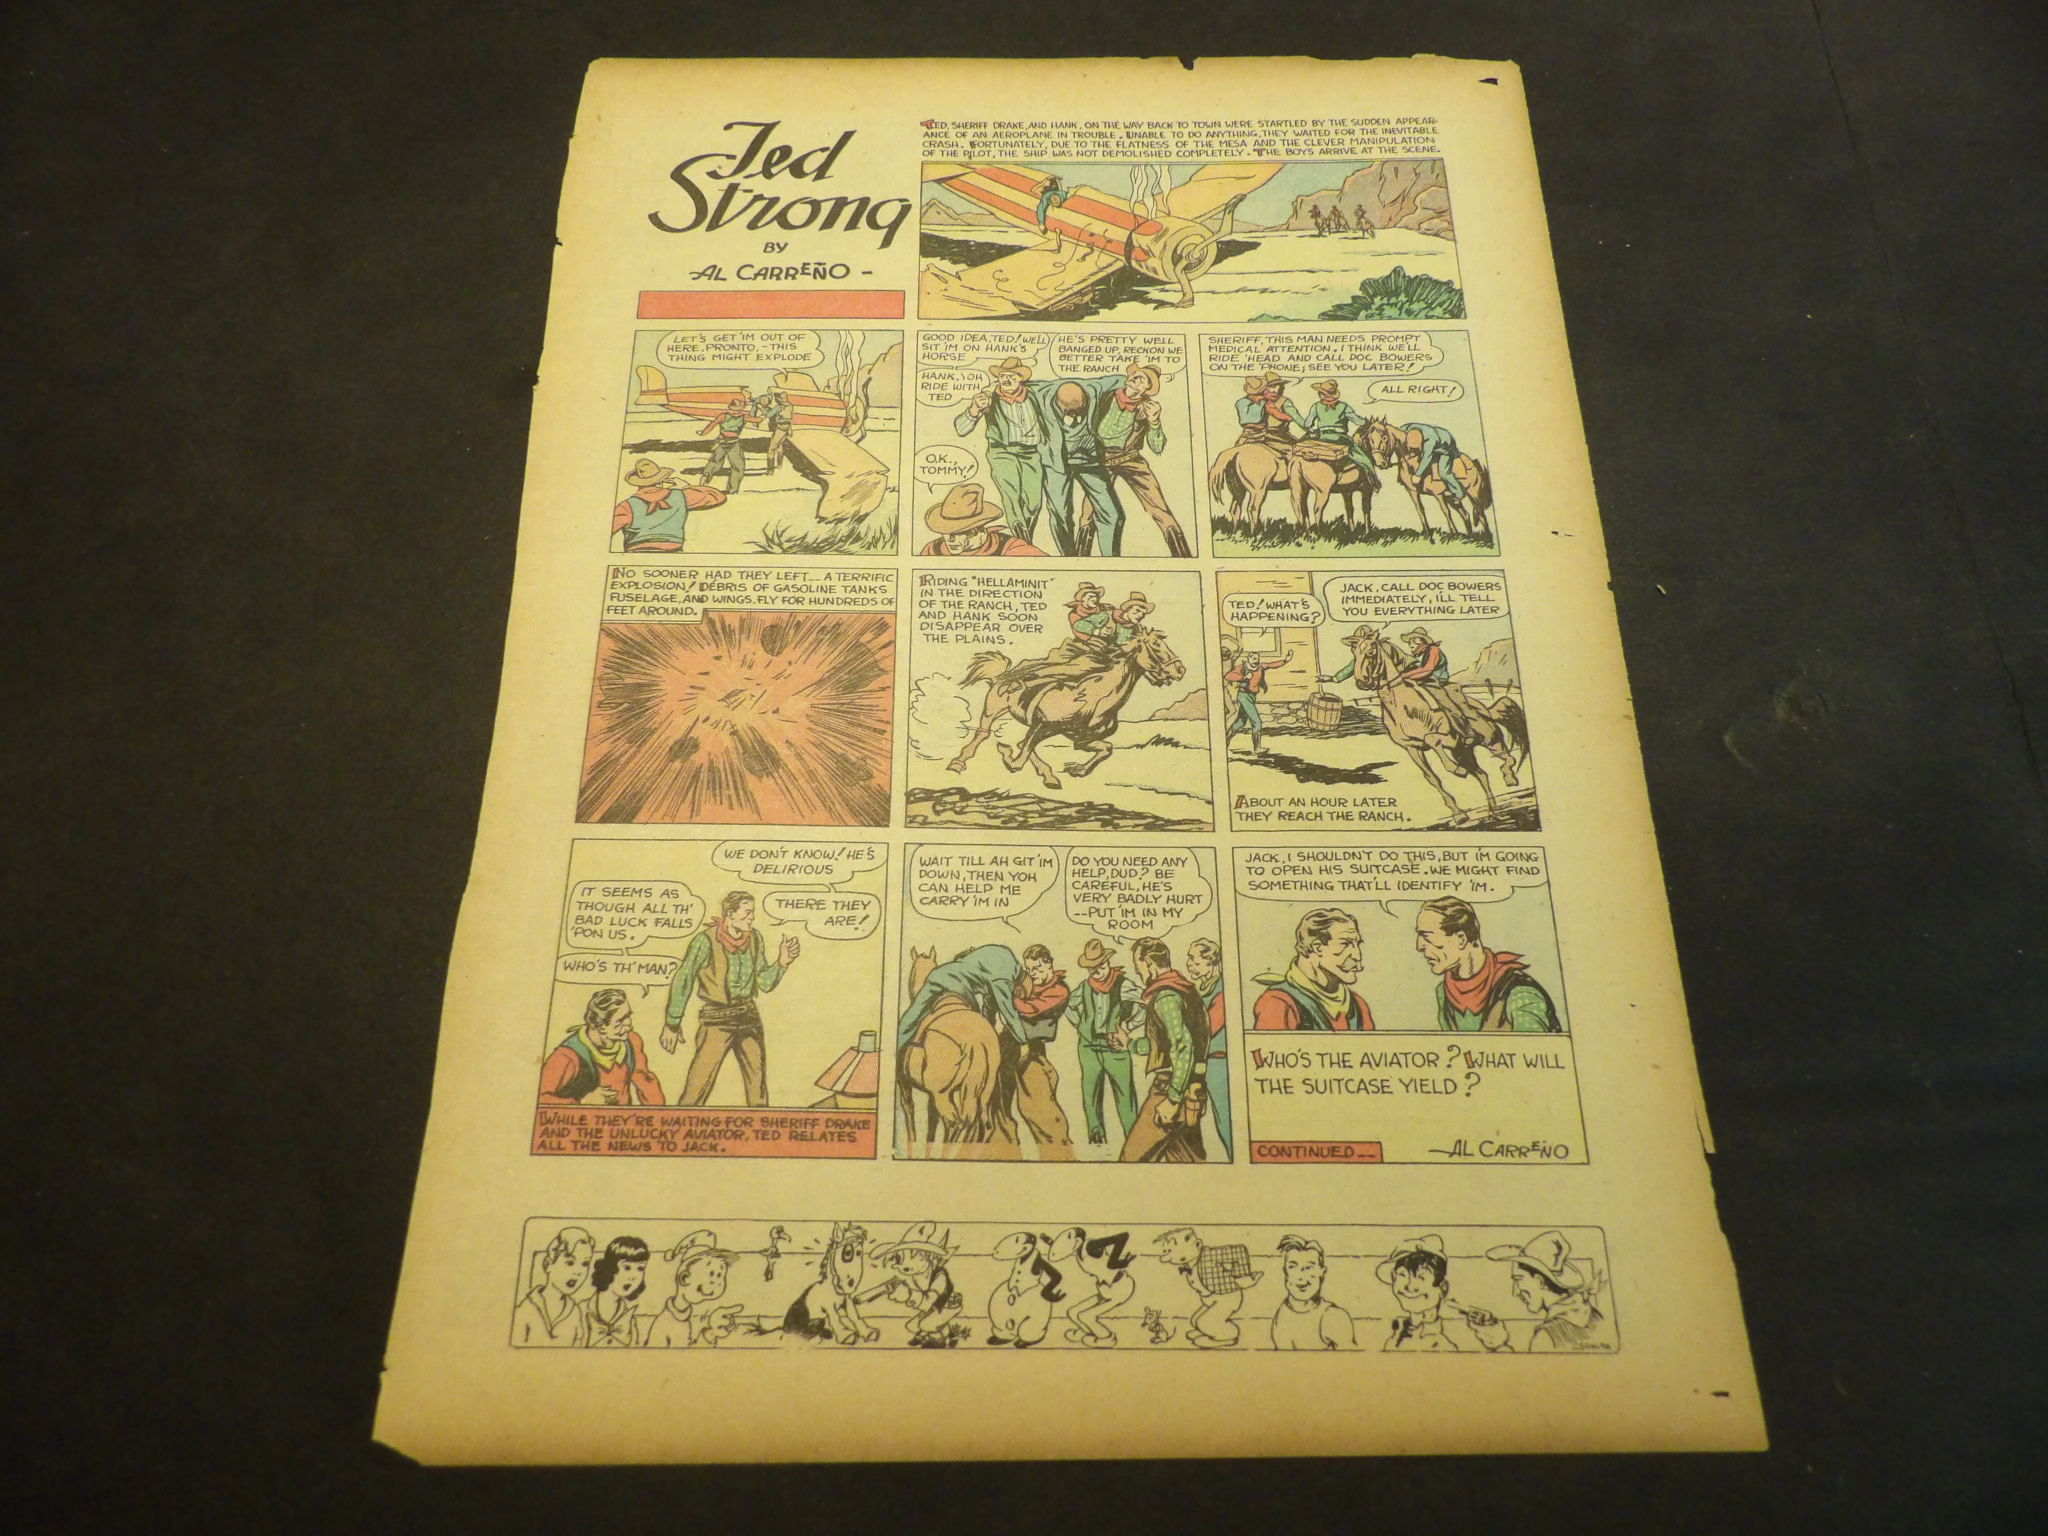 Ted
Strong
BY
-AL CARREÑO-
TED, SHERIFF DRAKE, AND HANK, ON THE WAY BACK TO TOWN WERE STARTLED BY THE SUDDEN APPEAR-
ANCE OF AN AEROPLANE IN TROUBLE. UNABLE TO DO ANYTHING, THEY WAITED FOR THE INEVITABLE
CRASH. FORTUNATELY, DUE TO THE FLATNESS OF THE MESA AND THE CLEVER MANIPULATION
OF THE PILOT, THE SHIP WAS NOT DEMOLISHED COMPLETELY. THE BOYS ARRIVE AT THE SCENE.
LET'S GET 'IM OUT OF
HERE, PRONTO, - THIS
THING MIGHT EXPLODE
GOOD IDEA, TED! WE'LL
SIT 'IM ON HANK'S
HORSE
HE'S PRETTY WELL
BANGED UP, RECKON WE
BETTER TAKE 'IM TO
THE RANCH
HANK, YOH
RIDE WITH
TED
O.K.,
TOMMY!
SHERIFF, THIS MAN NEEDS PROMPT
MEDICAL ATTENTION. I THINK WE'LL
RIDE 'HEAD AND CALL DOC BOWERS
ON THE 'PHONE; SEE YOU LATER!
ALL RIGHT!
NO SOONER HAD THEY LEFT__ A TERRIFIC
EXPLOSION! DÉBRIS OF GASOLINE TANKS
FUSELAGE, AND WINGS, FLY FOR HUNDREDS OF
FEET AROUND.
RIDING "HELLAMINIT"
IN THE DIRECTION
OF THE RANCH, TED
AND HANK SOON
DISAPPEAR OVER
THE PLAINS.
TED! WHAT'S
HAPPENING?
JACK, CALL DOC BOWERS
IMMEDIATELY, I'LL TELL
YOU EVERYTHING LATER
ABOUT AN HOUR LATER
THEY REACH THE RANCH.
WE DON'T KNOW! HE'S
DELIRIOUS
IT SEEMS AS
THOUGH ALL TH'
BAD LUCK FALLS
'PON US.
THERE THEY
ARE!
WHO'S TH' MAN?
WHILE THEY'RE WAITING FOR SHERIFF DRAKE
AND THE UNLUCKY AVIATOR, TED RELATES
ALL THE NEWS TO JACK.
WAIT TILL AH GIT 'IM
DOWN, THEN YOH
CAN HELP ME
CARRY 'IM IN
DO YOU NEED ANY
HELP, DUD? BE
CAREFUL, HE'S
VERY BADLY HURT
--PUT 'IM IN MY
ROOM
JACK, I SHOULDN'T DO THIS, BUT I'M GOING
TO OPEN HIS SUITCASE. WE MIGHT FIND
SOMETHING THAT'LL IDENTIFY 'IM.
WHO'S THE AVIATOR? WHAT WILL
THE SUITCASE YIELD?
CONTINUED__
-AL CARREÑO